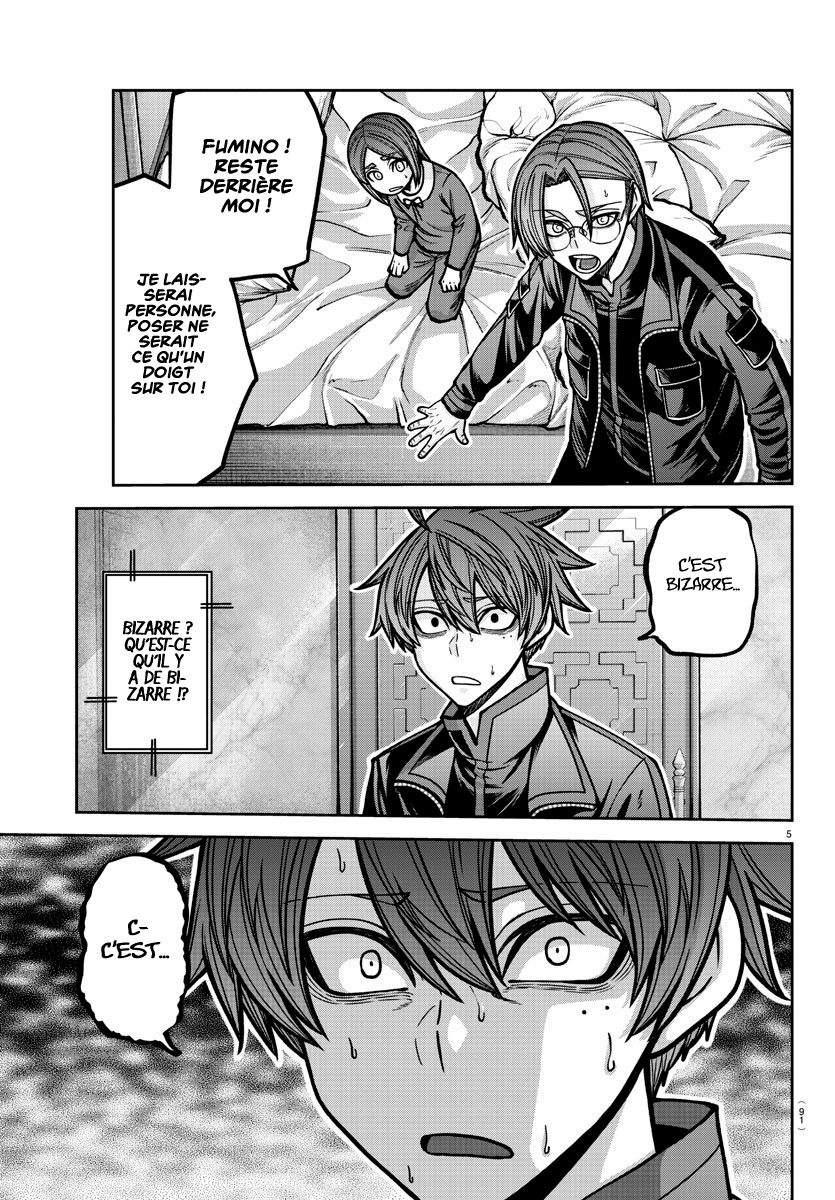 FUMINO !
RESTE
DERRIÈRE
MOI !
JE LAIS-
SERAI
PERSONNE,
POSER NE
SERAIT
CE QU'UN
DOIGT
SUR TOI !
C'EST
BIZARRE...
BIZARRE ?
QU'EST-CE
QU'IL Y
A DE BI-
ZARRE !?
5
C-
C'EST...
(91)